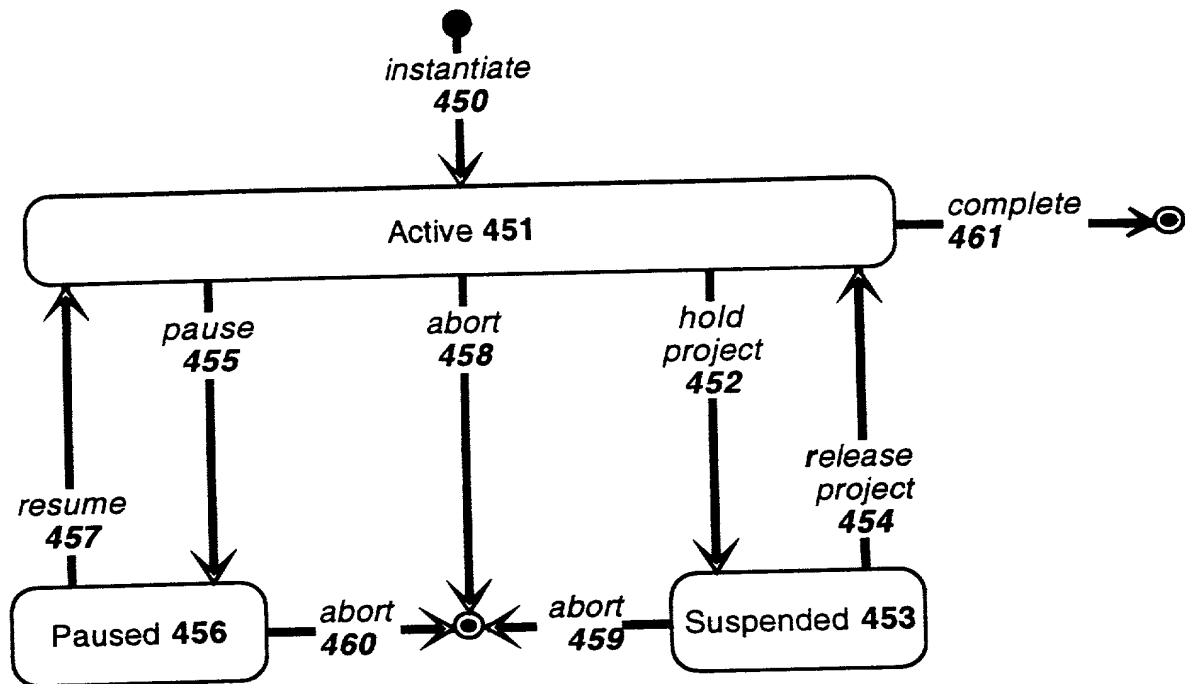 instantiate
450
Active 451
complete
461
pause
455
abort
458
hold
project
452
release
project
454
resume
457
Paused 456
abort
460
abort
459
Suspended 453